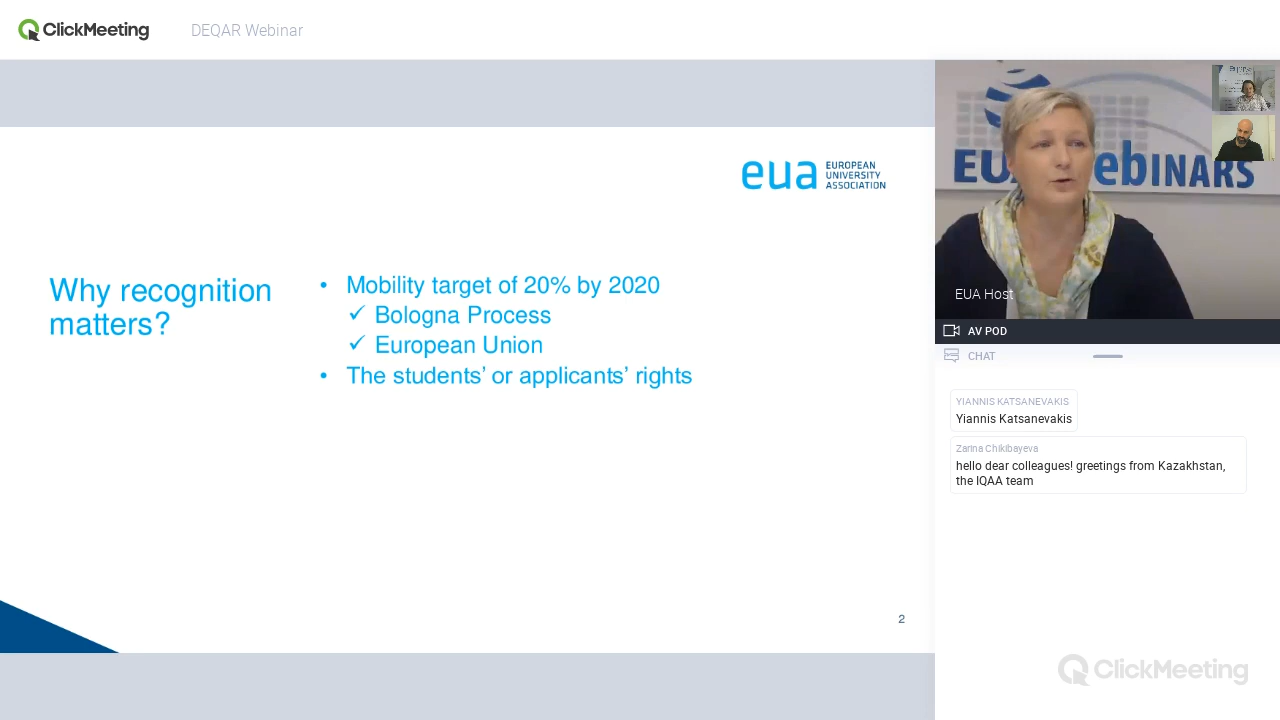 ClickMeeting
DEQAR Webinar
eua EUROPEAN
UNIVERSITY
ASSOCIATION
Why recognition
matters?
• Mobility target of 20% by 2020
✓ Bologna Process
✓ European Union
• The students’ or applicants’ rights
2
EUA Webinars
EUA Host
AV POD
CHAT
YIANNIS KATSANEVAKIS
Yiannis Katsanevakis
Zarina Chikibayeva
hello dear colleagues! greetings from Kazakhstan,
the IQAA team
ClickMeeting